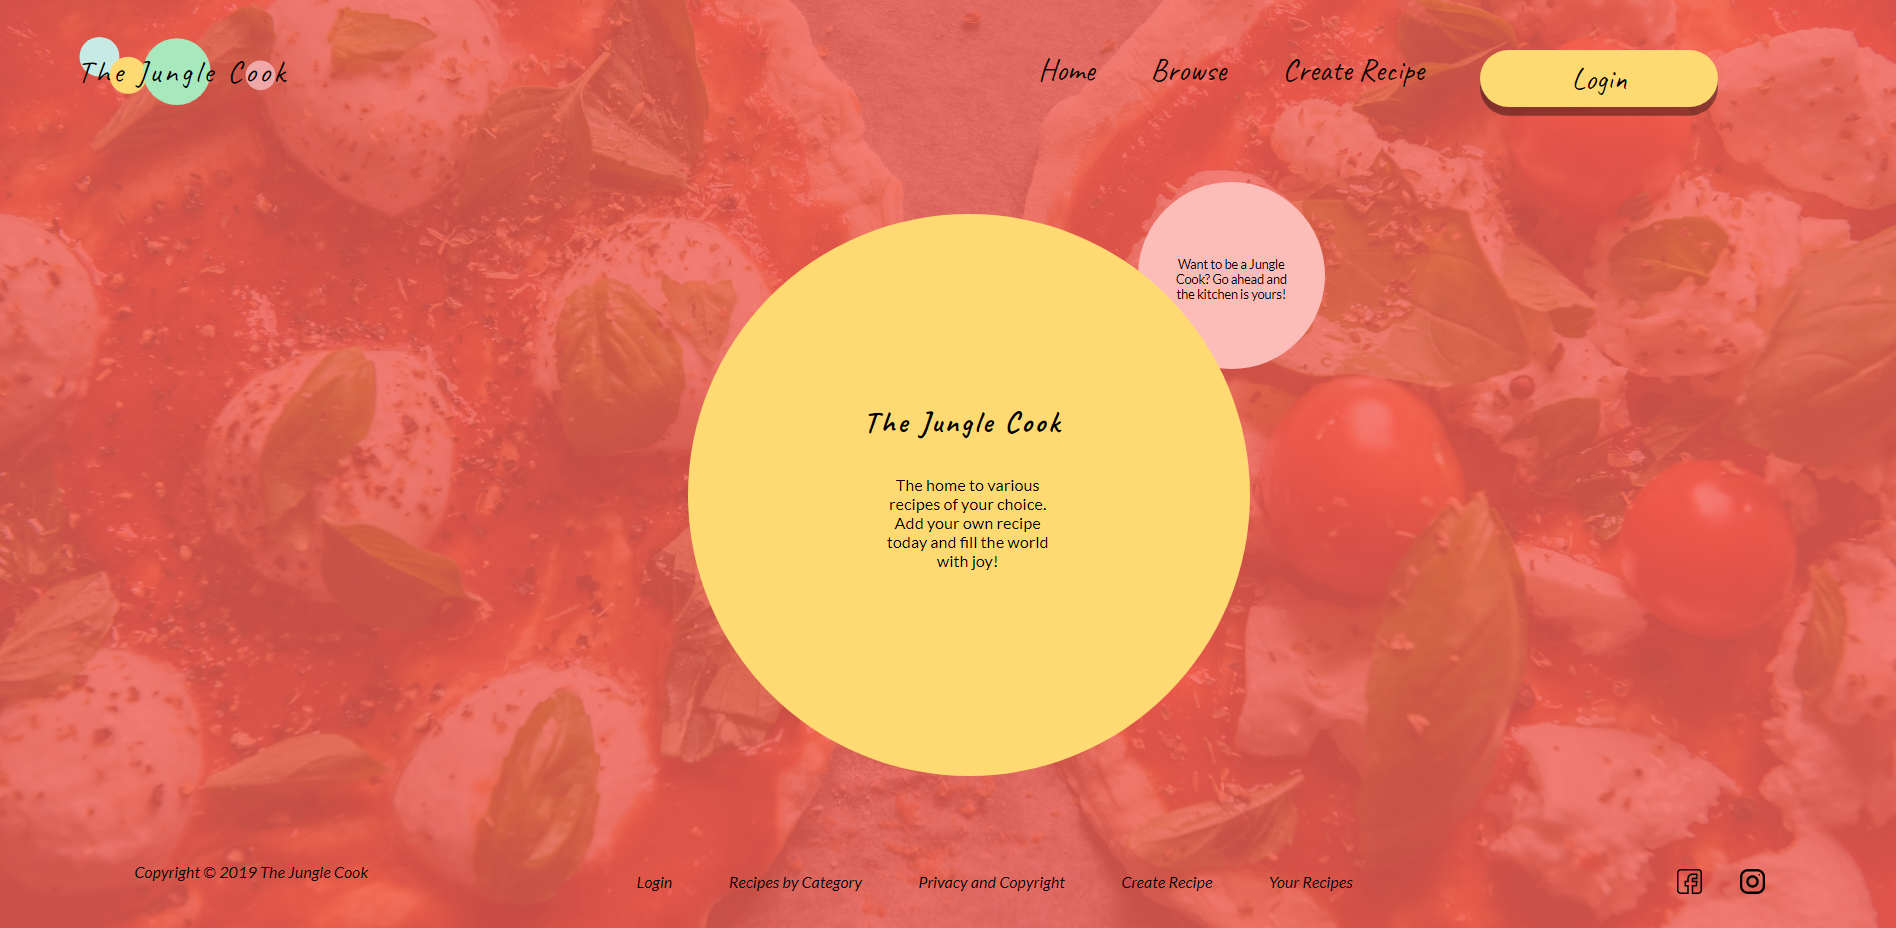 The Jungle Cook
Home
Browse
Create Recipe
Login
Want to be a Jungle
Cook? Go ahead and
the kitchen is yours!
The Jungle Cook
The home to various
recipes of your choice.
Add your own recipe
today and fill the world
with joy!
Copyright © 2019 The Jungle Cook
Login
Recipes by Category
Privacy and Copyright
Create Recipe
Your Recipes